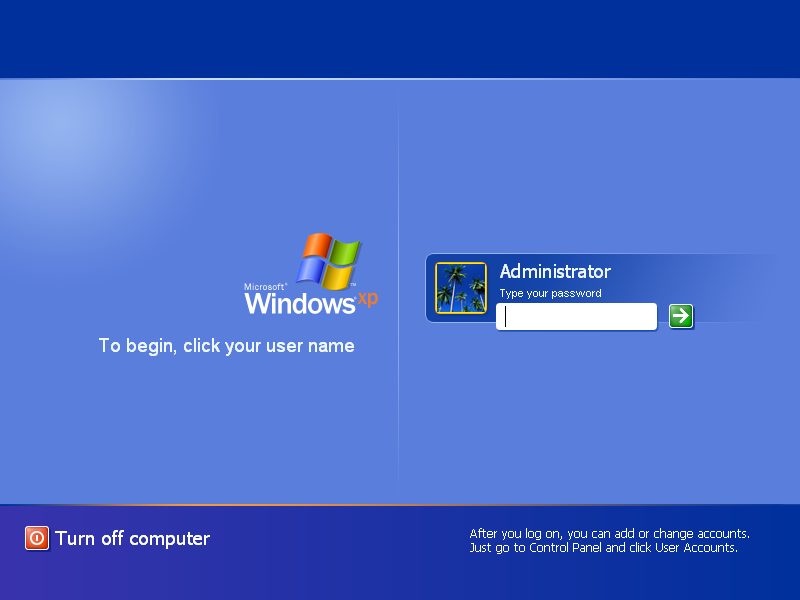 Microsoft®
Windows xp™
To begin, click your user name
Administrator
Type your password
Turn off computer
After you log on, you can add or change accounts.
Just go to Control Panel and click User Accounts.